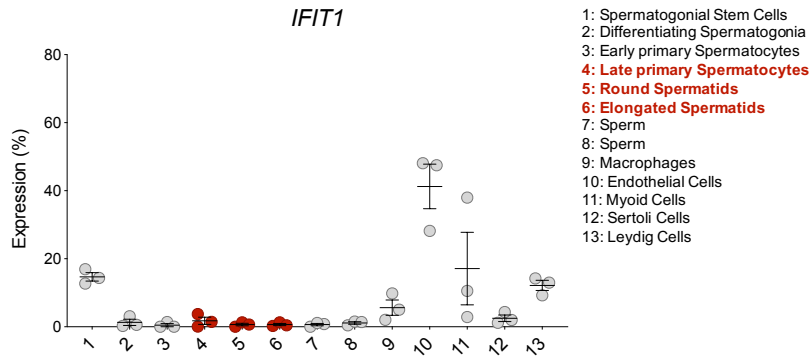 IFIT1
Expression (%)
80
60
40
20
0
1 2 3 4 5 6 7 8 9 10 11 12 13
1: Spermatogonial Stem Cells
2: Differentiating Spermatogonia
3: Early primary Spermatocytes
4: Late primary Spermatocytes
5: Round Spermatids
6: Elongated Spermatids
7: Sperm
8: Sperm
9: Macrophages
10: Endothelial Cells
11: Myoid Cells
12: Sertoli Cells
13: Leydig Cells